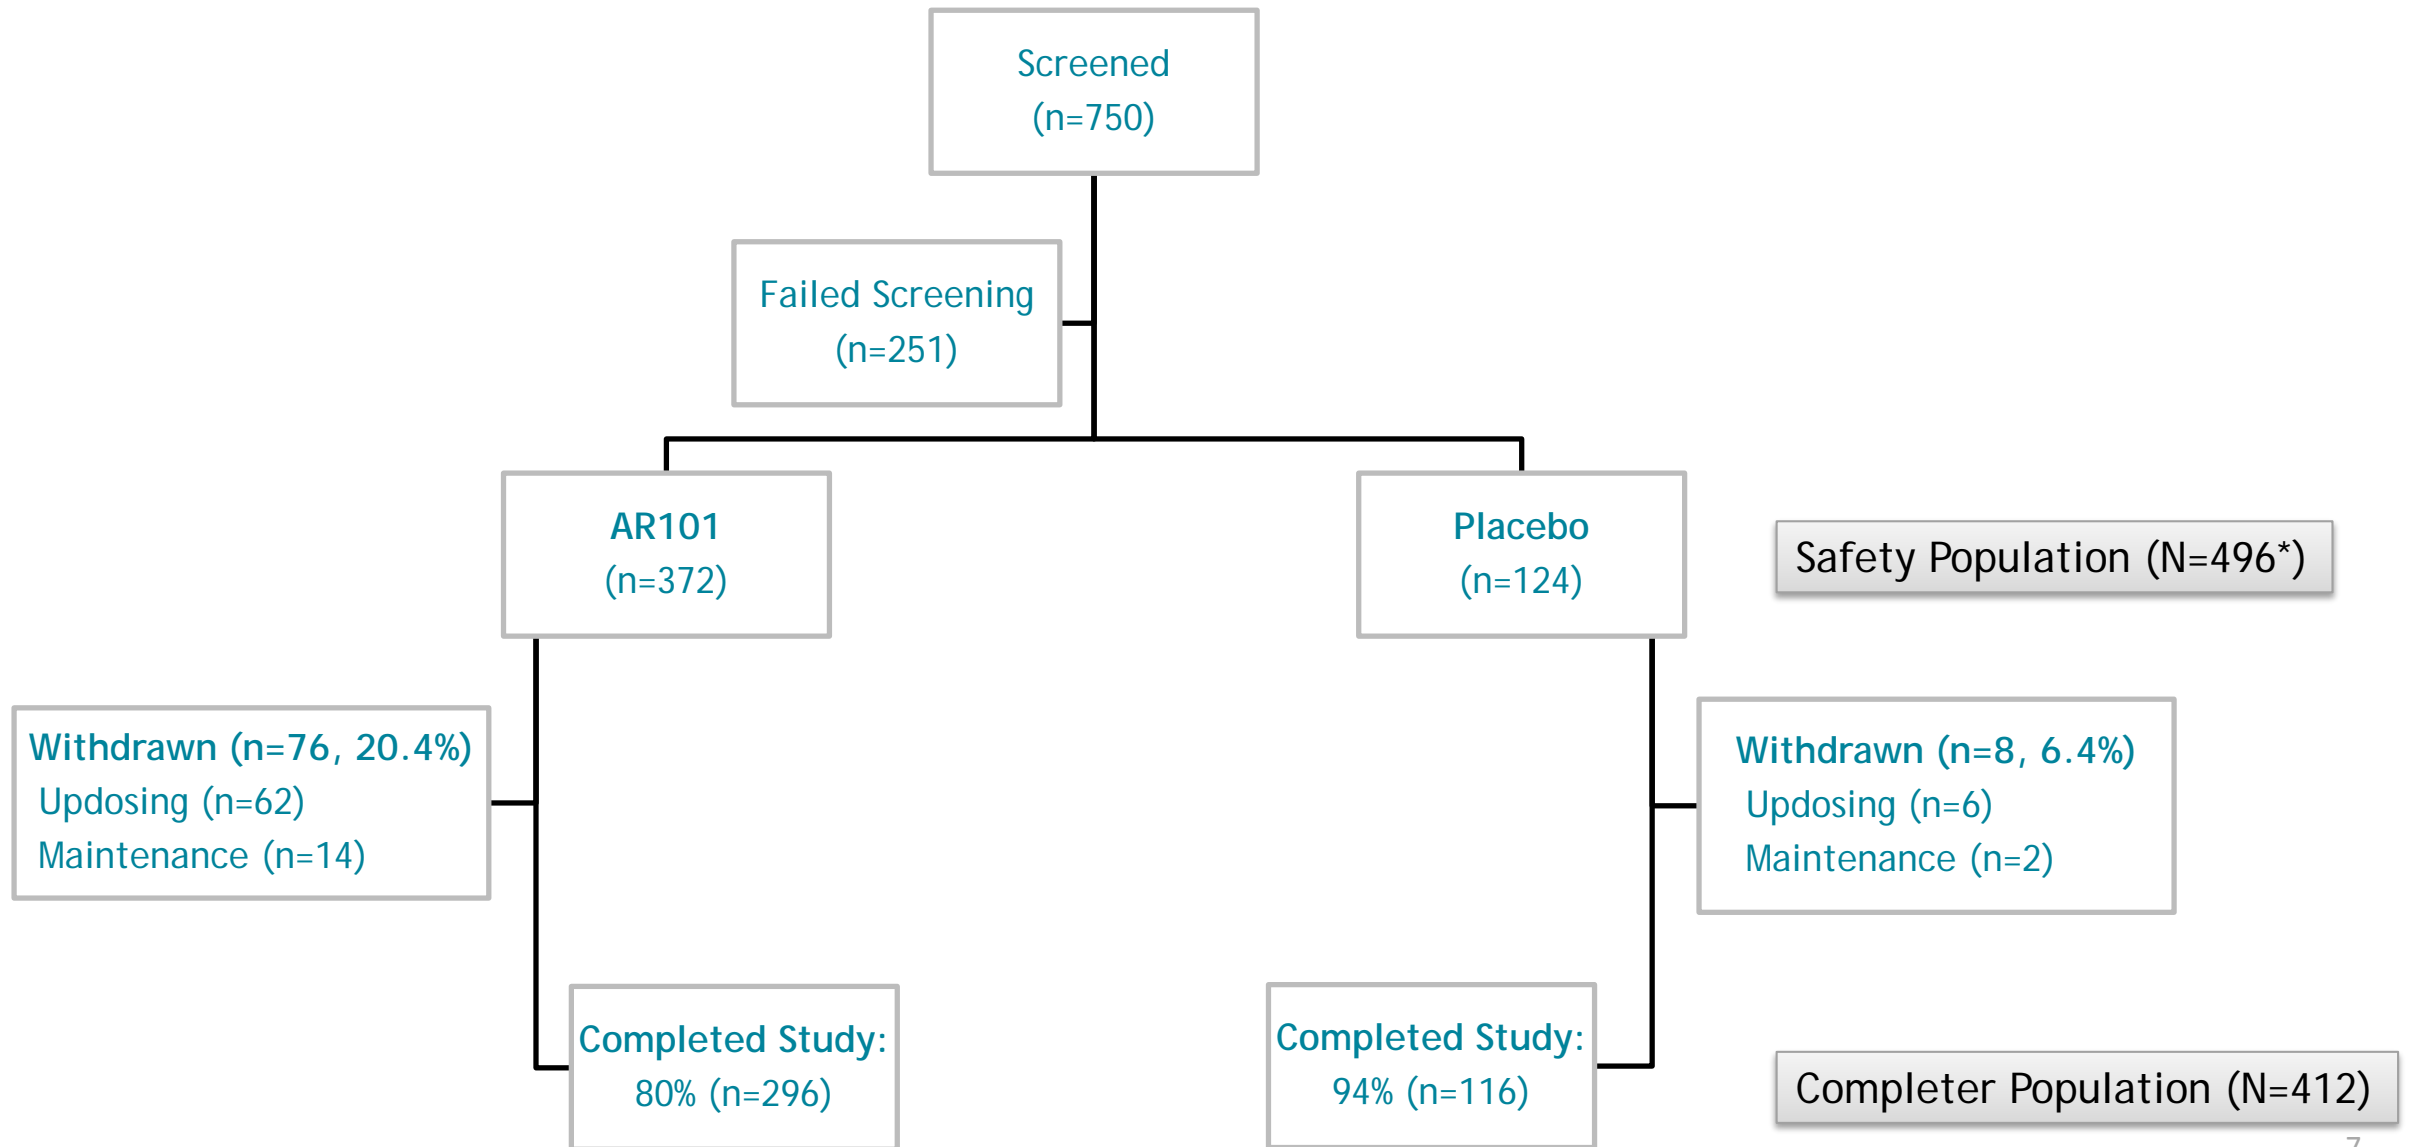 Screened
(n=750)
Failed Screening
(n=251)
AR101
(n=372)
Placebo
(n=124)
Safety Population (N=496*)
Withdrawn (n=76, 20.4%)
Updosing (n=62)
Maintenance (n=14)
Withdrawn (n=8, 6.4%)
Updosing (n=6)
Maintenance (n=2)
Completed Study:
80% (n=296)
Completed Study:
94% (n=116)
Completer Population (N=412)
7